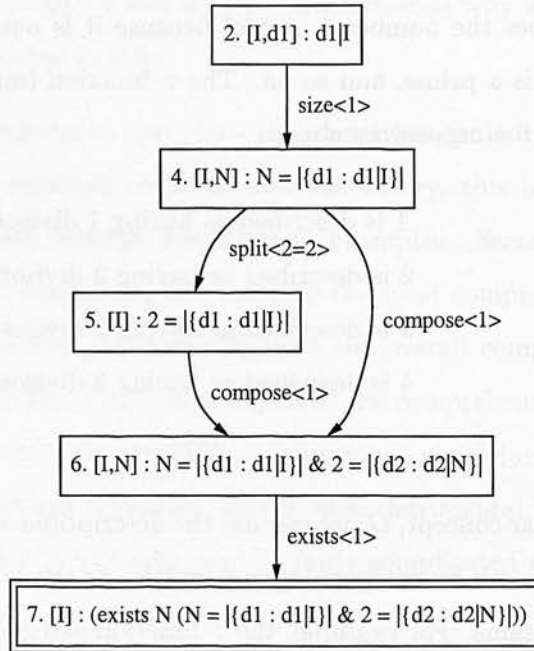 2. [I,d1] : d1|I
size<1>
4. [I,N] : N = |{d1 : d1|I}|
split<2=2>
5. [I] : 2 = |{d1 : d1|I}|
compose<1>
compose<1>
6. [I,N] : N = |{d1 : d1|I}| & 2 = |{d2 : d2|N}|
exists<1>
7. [I] : (exists N (N = |{d1 : d1|I}| & 2 = |{d2 : d2|N}|))